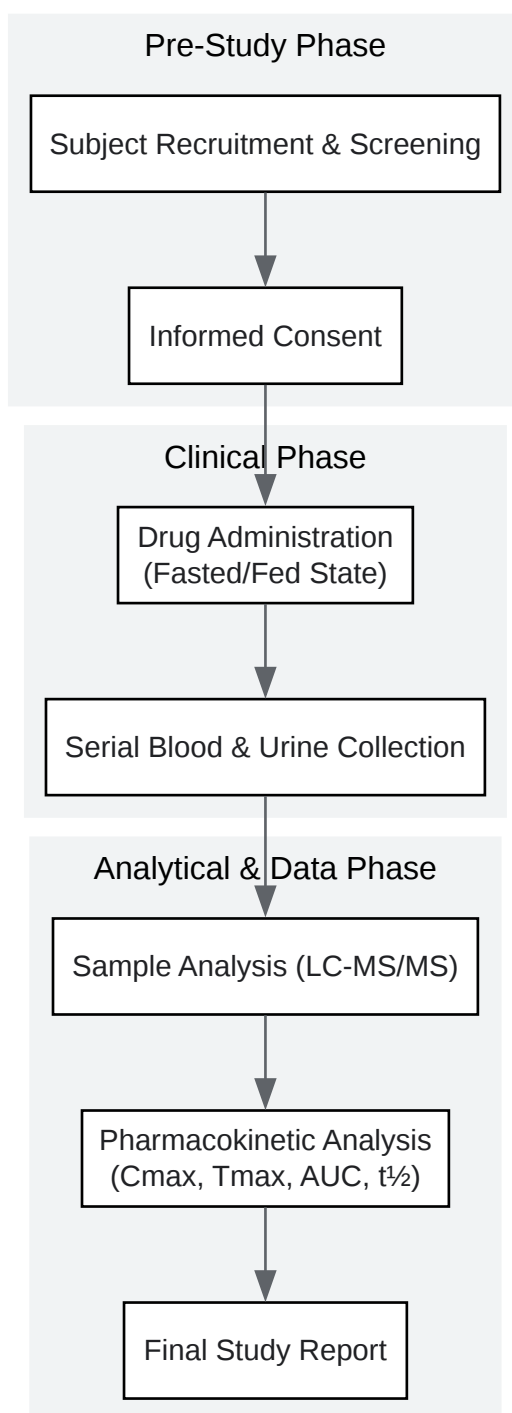 Pre-Study Phase
Subject Recruitment & Screening
Informed Consent
Clinical Phase
Drug Administration
(Fasted/Fed State)
Serial Blood & Urine Collection
Analytical & Data Phase
Sample Analysis (LC-MS/MS)
Pharmacokinetic Analysis
(Cmax, Tmax, AUC, t½)
Final Study Report